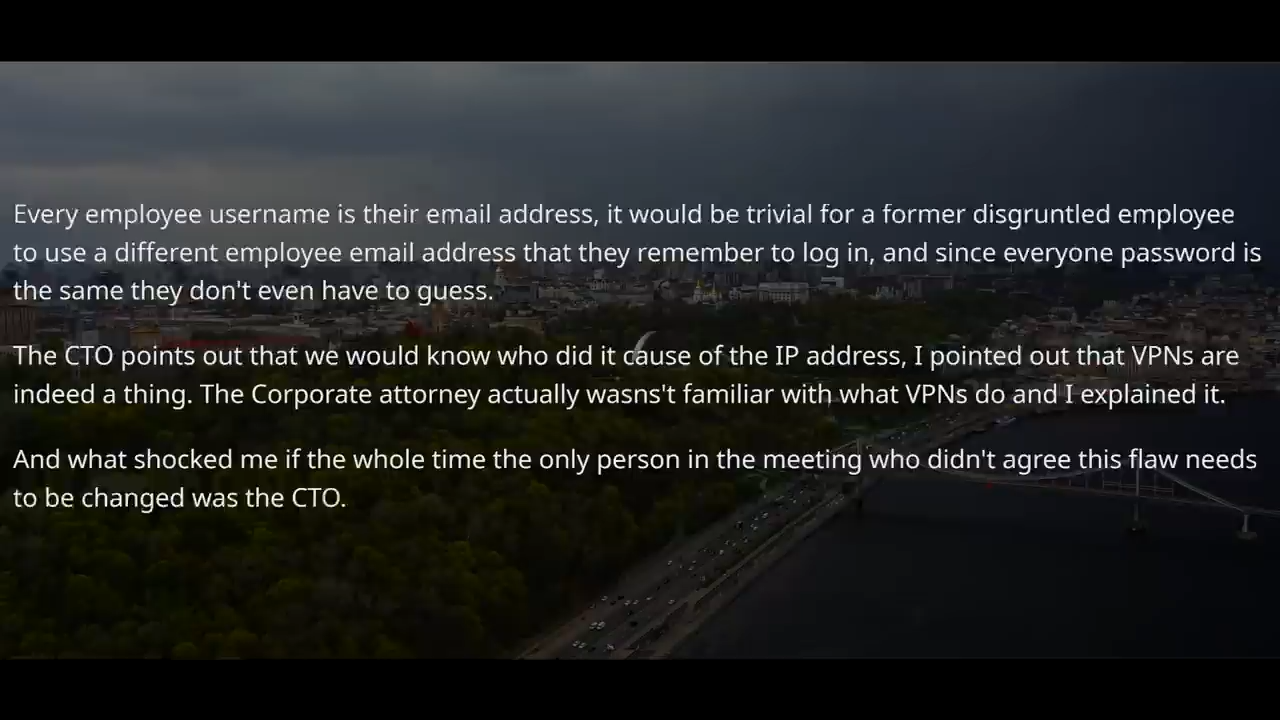 Every employee username is their email address, it would be trivial for a former disgruntled employee
to use a different employee email address that they remember to log in, and since everyone password is
the same they don't even have to guess.
The CTO points out that we would know who did it cause of the IP address, I pointed out that VPNs are
indeed a thing. The Corporate attorney actually wasns't familiar with what VPNs do and I explained it.
And what shocked me if the whole time the only person in the meeting who didn't agree this flaw needs
to be changed was the CTO.